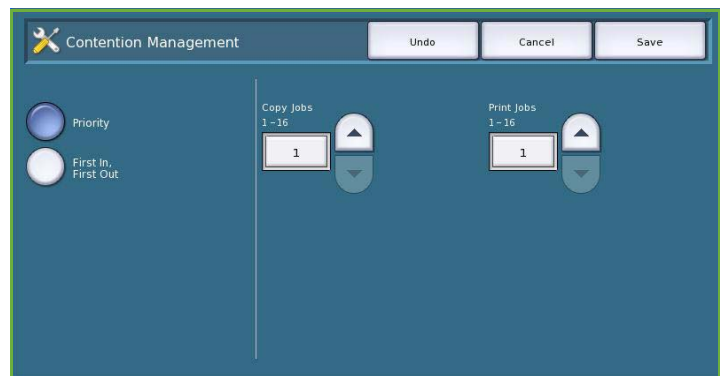 Contention Management
Undo
Cancel
Save
Priority
First In,
First Out
Copy Jobs
1 - 16
1
Print Jobs
1 - 16
1